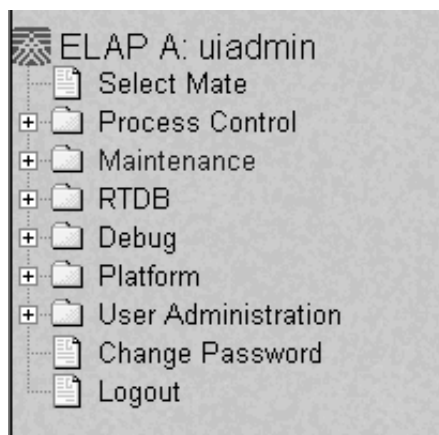 ELAP A: uiadmin
Select Mate
Process Control
Maintenance
RTDB
Debug
Platform
User Administration
Change Password
Logout